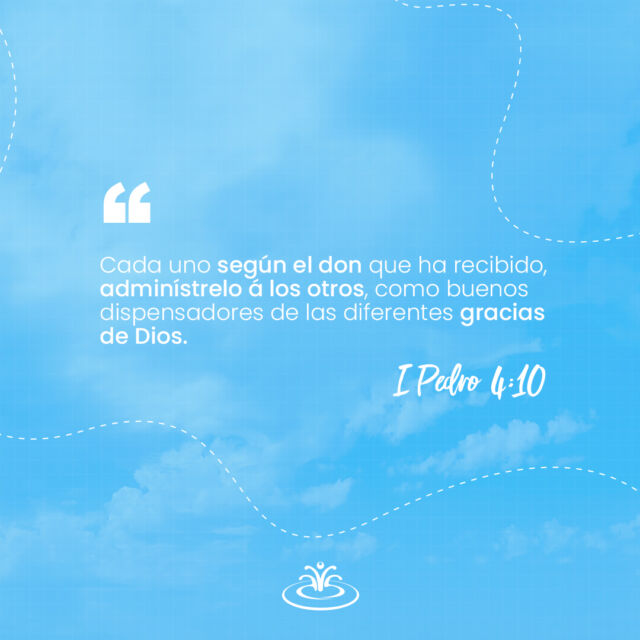 Cada uno según el don que ha recibido,
adminístrelo á los otros, como buenos
dispensadores de las diferentes gracias
de Dios.
I Pedro 4:10